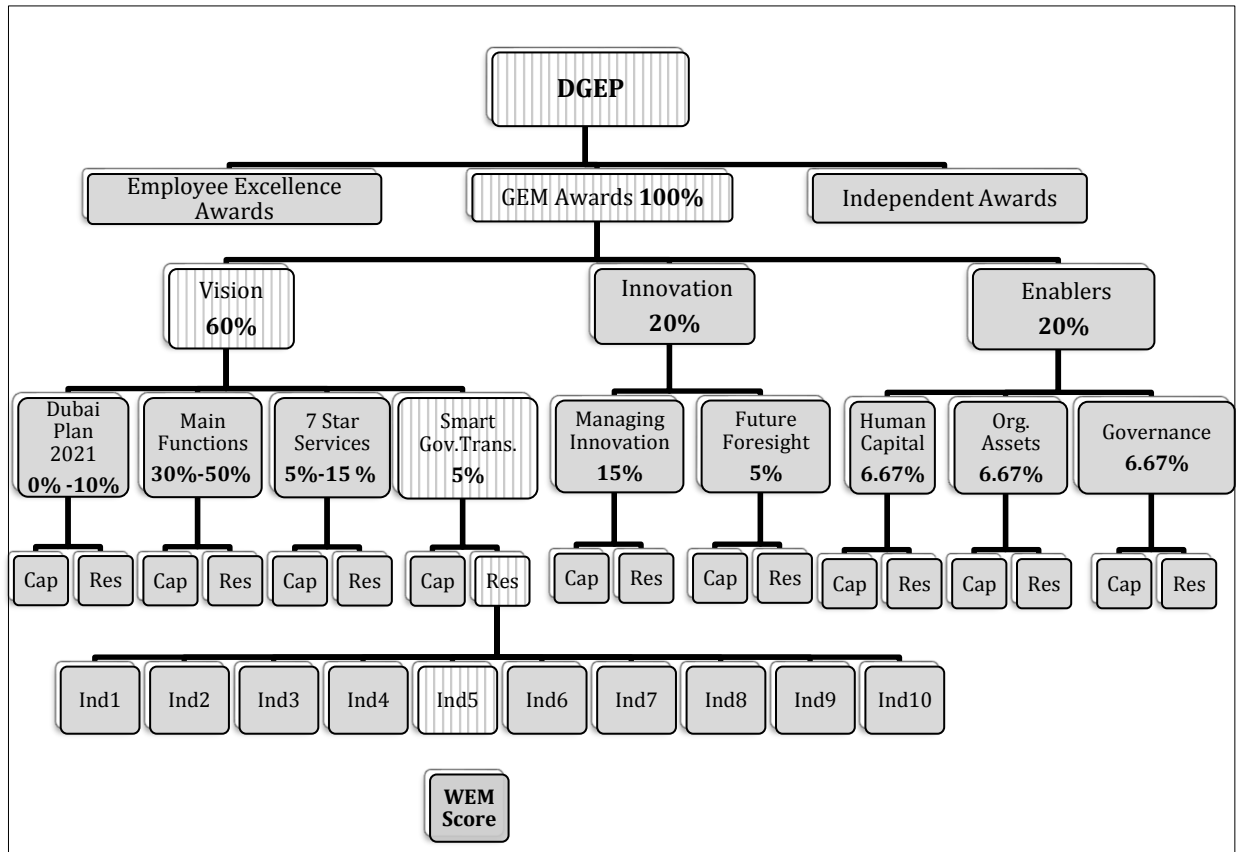 DGEP
Employee Excellence
Awards
GEM Awards 100%
Independent Awards
Vision
60%
Innovation
20%
Enablers
20%
Dubai
Plan
2021
0% -10%
Main
Functions
30%-50%
7 Star
Services
5%-15 %
Smart
Gov.Trans.
5%
Managing
Innovation
15%
Future
Foresight
5%
Human
Capital
6.67%
Org.
Assets
6.67%
Governance
6.67%
Cap
Res
Cap
Res
Cap
Res
Cap
Res
Cap
Res
Cap
Res
Cap
Res
Cap
Res
Cap
Res
Ind1
Ind2
Ind3
Ind4
Ind5
Ind6
Ind7
Ind8
Ind9
Ind10
WEM
Score